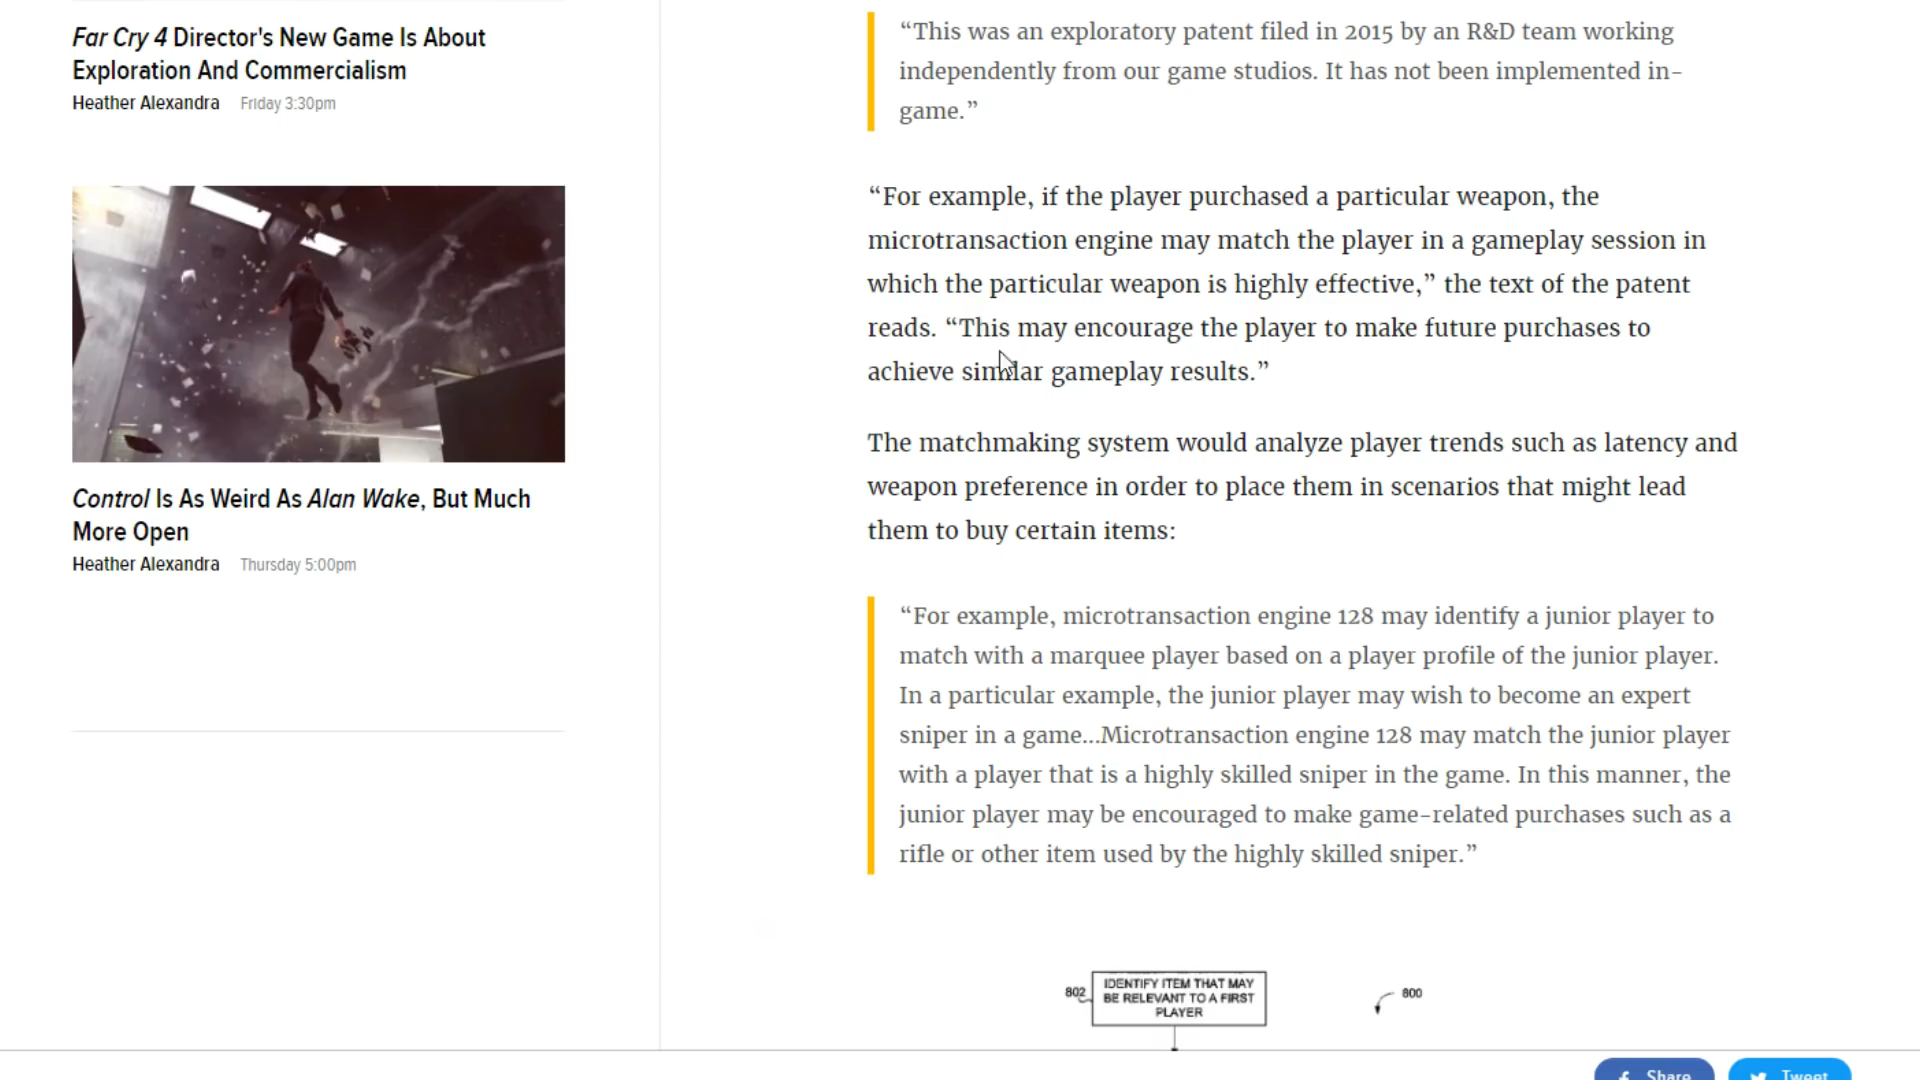 Far Cry 4 Director's New Game Is About
Exploration And Commercialism
Heather Alexandra Friday 3:30pm
Control Is As Weird As Alan Wake, But Much
More Open
Heather Alexandra Thursday 5:00pm
“This was an exploratory patent filed in 2015 by an R&D team working
independently from our game studios. It has not been implemented in-
game.”
“For example, if the player purchased a particular weapon, the
microtransaction engine may match the player in a gameplay session in
which the particular weapon is highly effective,” the text of the patent
reads. “This may encourage the player to make future purchases to
achieve similar gameplay results.”
The matchmaking system would analyze player trends such as latency and
weapon preference in order to place them in scenarios that might lead
them to buy certain items:
“For example, microtransaction engine 128 may identify a junior player to
match with a marquee player based on a player profile of the junior player.
In a particular example, the junior player may wish to become an expert
sniper in a game...Microtransaction engine 128 may match the junior player
with a player that is a highly skilled sniper in the game. In this manner, the
junior player may be encouraged to make game-related purchases such as a
rifle or other item used by the highly skilled sniper.”
802
IDENTIFY ITEM THAT MAY
BE RELEVANT TO A FIRST
PLAYER
800
Share
Tweet